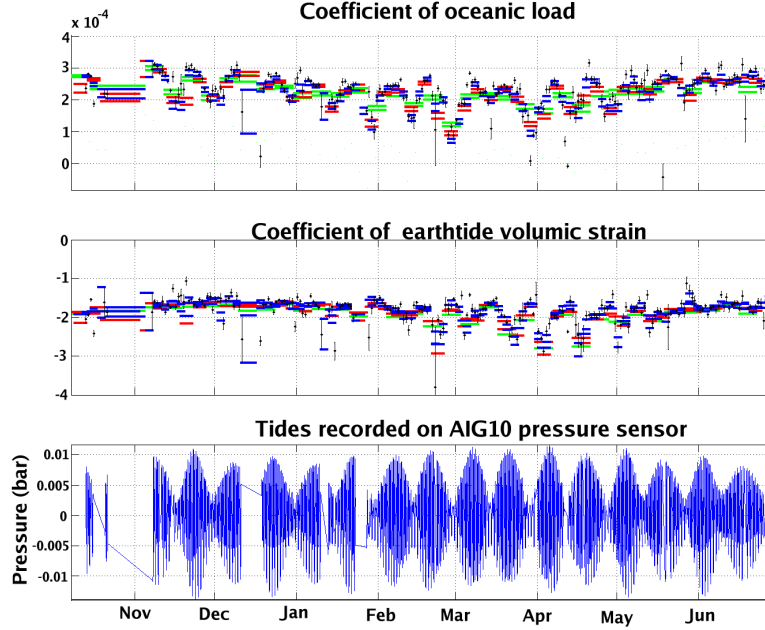 Coefficient of oceanic load
x 10⁻⁴
4
3
2
1
0
Coefficient of earthtide volumic strain
0
-1
-2
-3
-4
Tides recorded on AIG10 pressure sensor
Pressure (bar)
0.01
0.005
0
-0.005
-0.01
Nov Dec Jan Feb Mar Apr May Jun